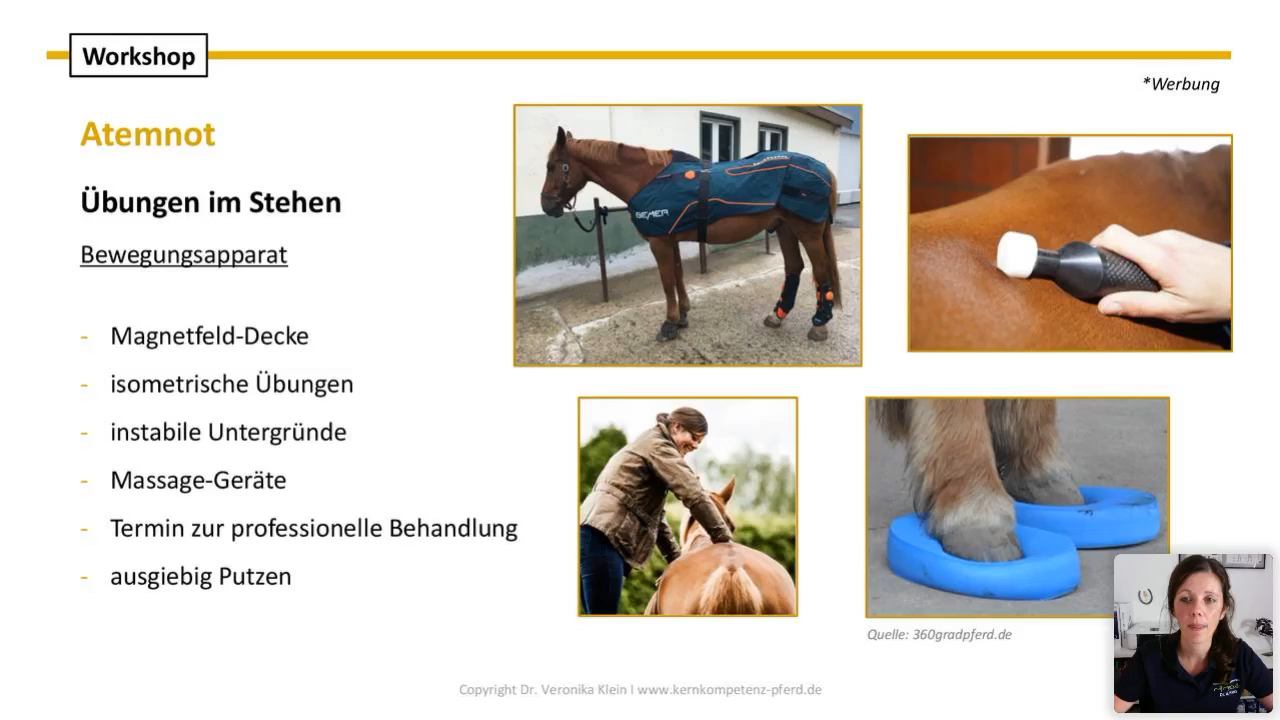 Workshop
*Werbung
Atemnot
Übungen im Stehen
Bewegungsapparat
- Magnetfeld-Decke
- isometrische Übungen
- instabile Untergründe
- Massage-Geräte
- Termin zur professionelle Behandlung
- ausgiebig Putzen
BEMER
Quelle: 360gradpferd.de
Copyright Dr. Veronika Klein I www.kernkompetenz-pferd.de